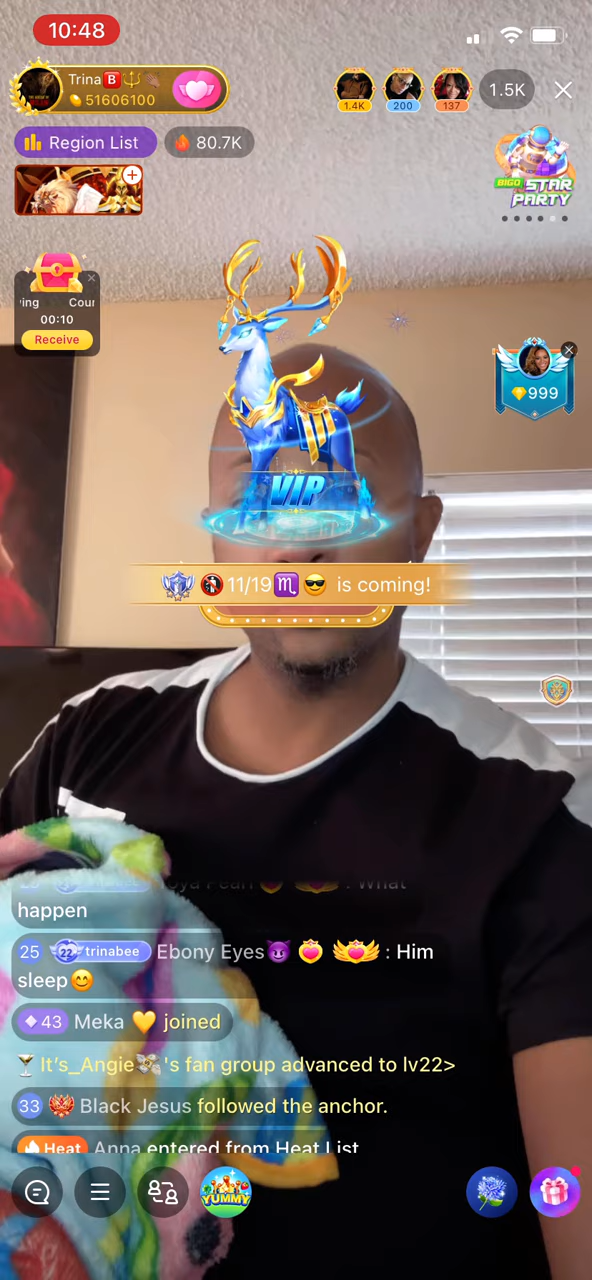 10:48
Trina🅱️🔱
51606100
1.4K
200
137
1.5K
Region List
80.7K
BIGO STAR
PARTY
00:10
Receive
999
VIP
11/19♏😎 is coming!
What
happen
25 22 trinabee Ebony Eyes😈 : Him
sleep😊
43 Meka 💛 joined
It's_Angie💸's fan group advanced to lv22>
33 Black Jesus followed the anchor.
Heat Anna entered from Heat List
YUMMY